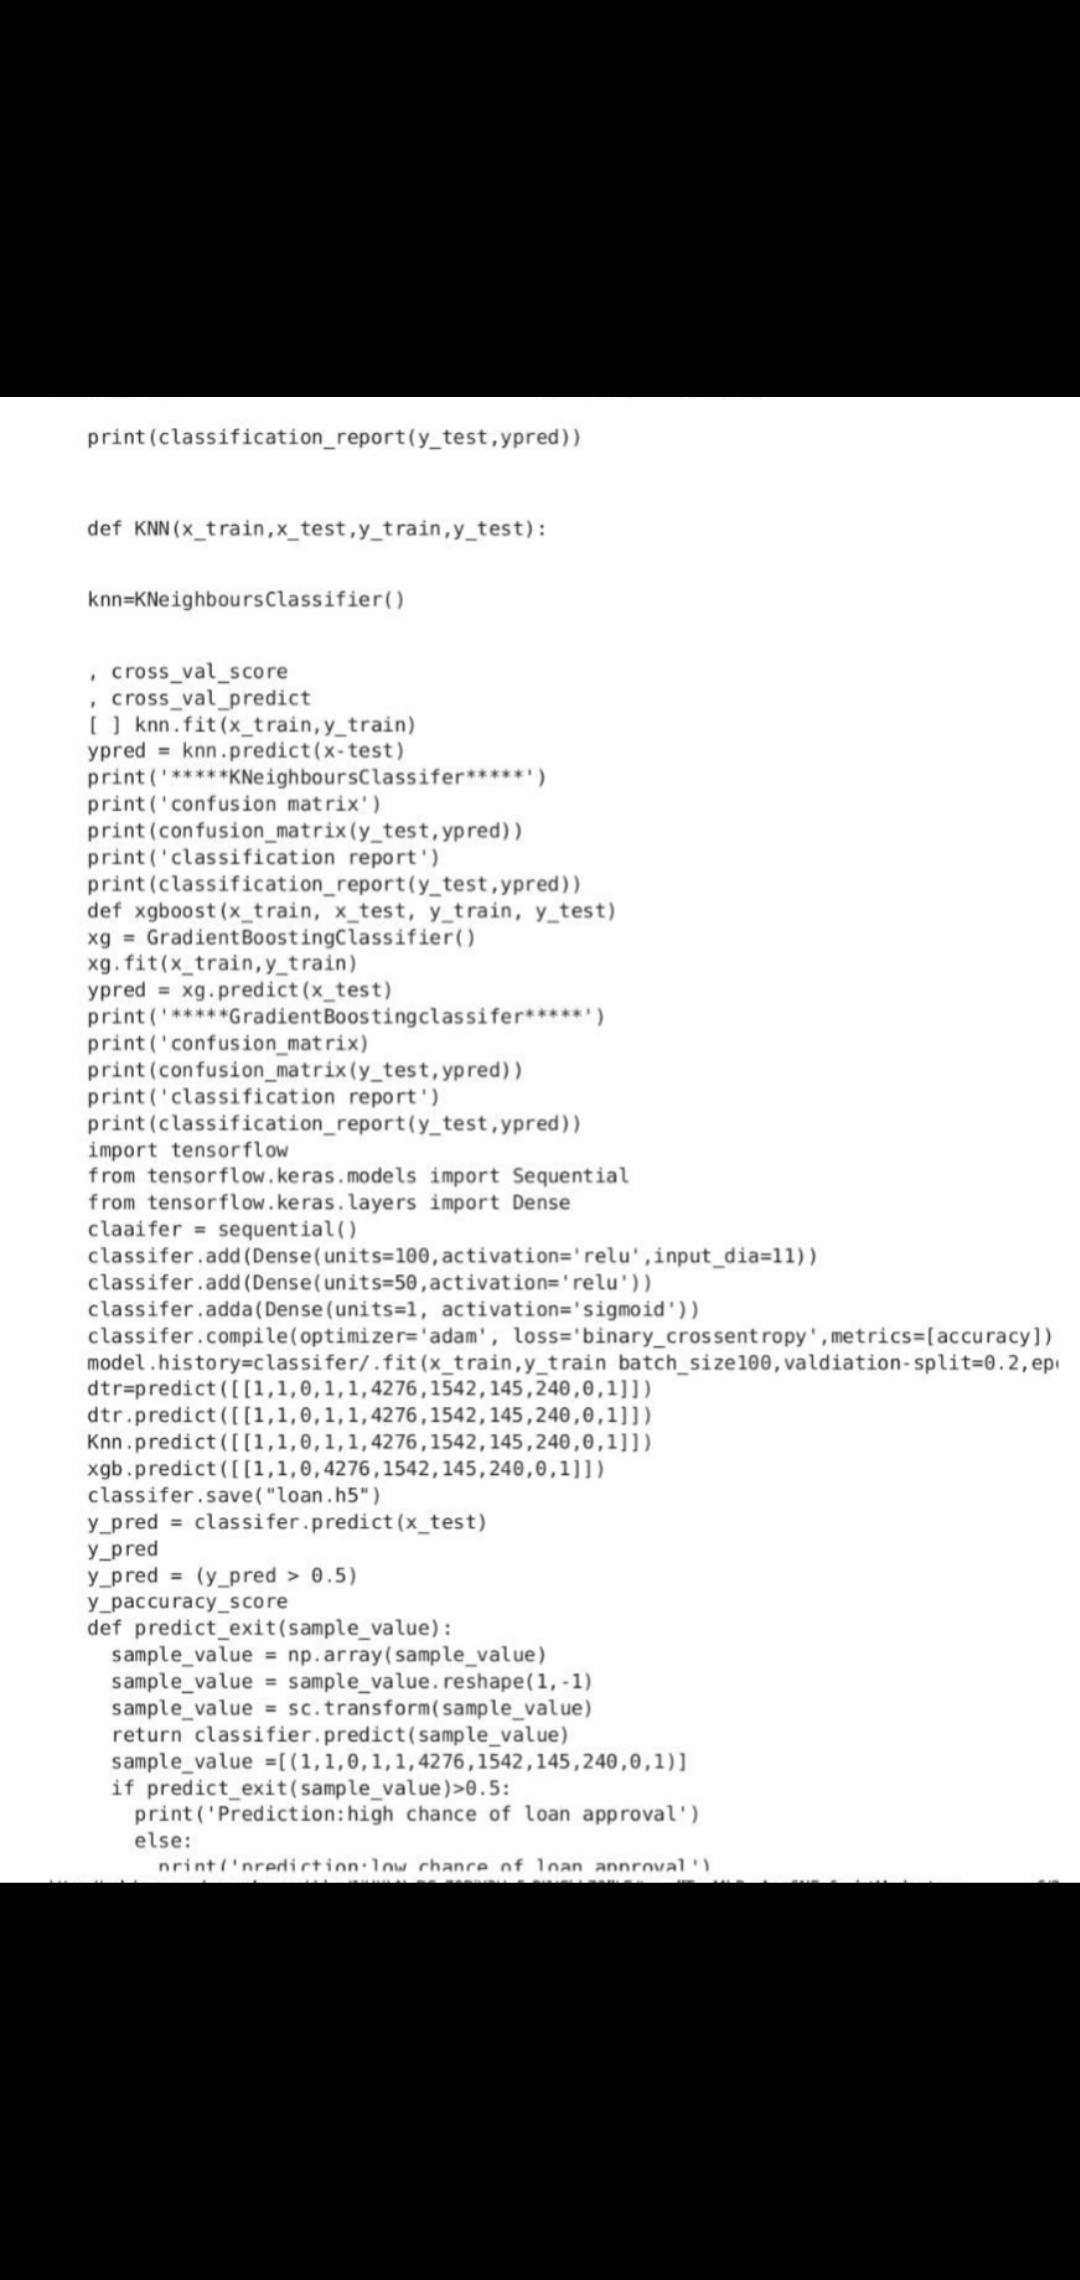 print(classification_report(y_test,ypred))
def KNN(x_train,x_test,y_train,y_test):
knn=KNeighboursClassifier()
, cross_val_score
, cross_val_predict
[ ] knn.fit(x_train,y_train)
ypred = knn.predict(x-test)
print('*****KNeighboursClassifer*****')
print('confusion matrix')
print(confusion_matrix(y_test,ypred))
print('classification report')
print(classification_report(y_test,ypred))
def xgboost(x_train, x_test, y_train, y_test)
xg = GradientBoostingClassifier()
xg.fit(x_train,y_train)
ypred = xg.predict(x_test)
print('*****GradientBoostingclassifer*****')
print('confusion_matrix)
print(confusion_matrix(y_test,ypred))
print('classification report')
print(classification_report(y_test,ypred))
import tensorflow
from tensorflow.keras.models import Sequential
from tensorflow.keras.layers import Dense
claaifer = sequential()
classifer.add(Dense(units=100,activation='relu',input_dia=11))
classifer.add(Dense(units=50,activation='relu'))
classifer.adda(Dense(units=1, activation='sigmoid'))
classifer.compile(optimizer='adam', loss='binary_crossentropy',metrics=[accuracy])
model.history=classifer/.fit(x_train,y_train batch_size100,valdiation-split=0.2,ep
dtr=predict([[1,1,0,1,1,4276,1542,145,240,0,1]])
dtr.predict([[1,1,0,1,1,4276,1542,145,240,0,1]])
Knn.predict([[1,1,0,1,1,4276,1542,145,240,0,1]])
xgb.predict([[1,1,0,4276,1542,145,240,0,1]])
classifer.save("loan.h5")
y_pred = classifer.predict(x_test)
y_pred
y_pred = (y_pred > 0.5)
y_paccuracy_score
def predict_exit(sample_value):
sample_value = np.array(sample_value)
sample_value = sample_value.reshape(1,-1)
sample_value = sc.transform(sample_value)
return classifier.predict(sample_value)
sample_value =[(1,1,0,1,1,4276,1542,145,240,0,1)]
if predict_exit(sample_value)>0.5:
print('Prediction:high chance of loan approval')
else:
print('prediction:low chance of loan approval')